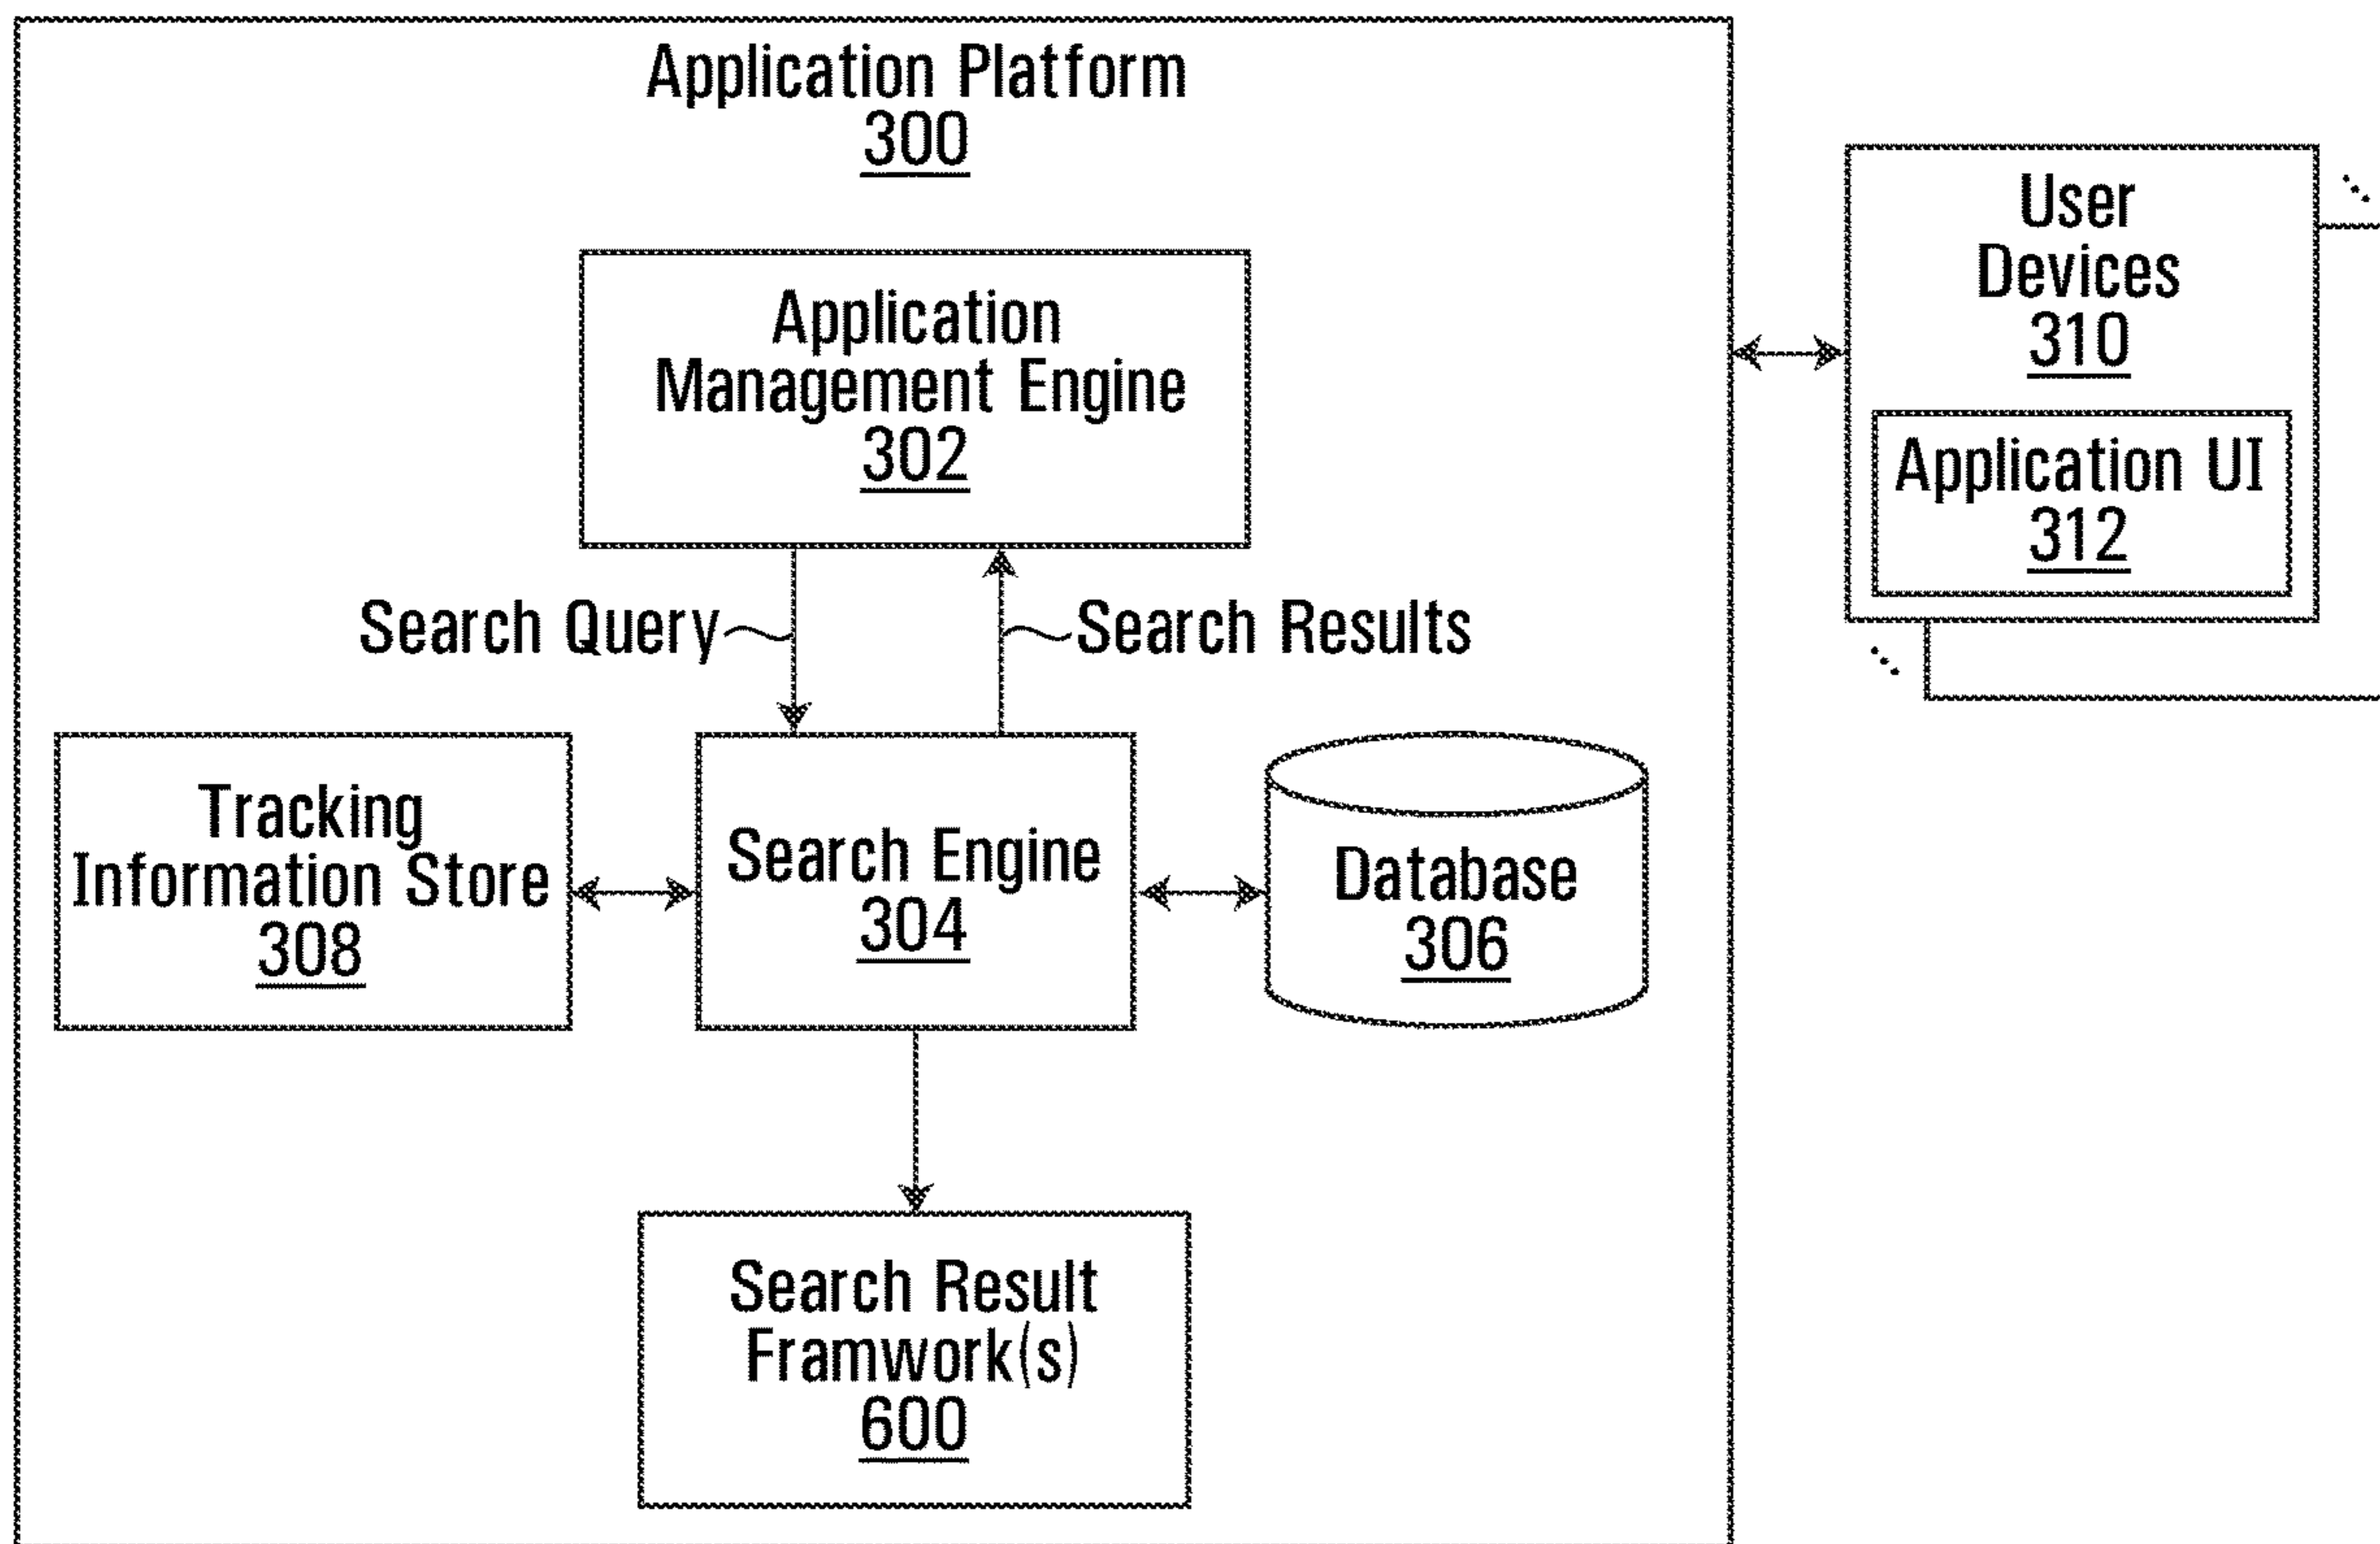 Application Platform
300
Application
Management Engine
302
User
Devices
310
Application UI
312
Search Query
Search Results
Tracking
Information Store
308
Search Engine
304
Database
306
Search Result
Framwork(s)
600